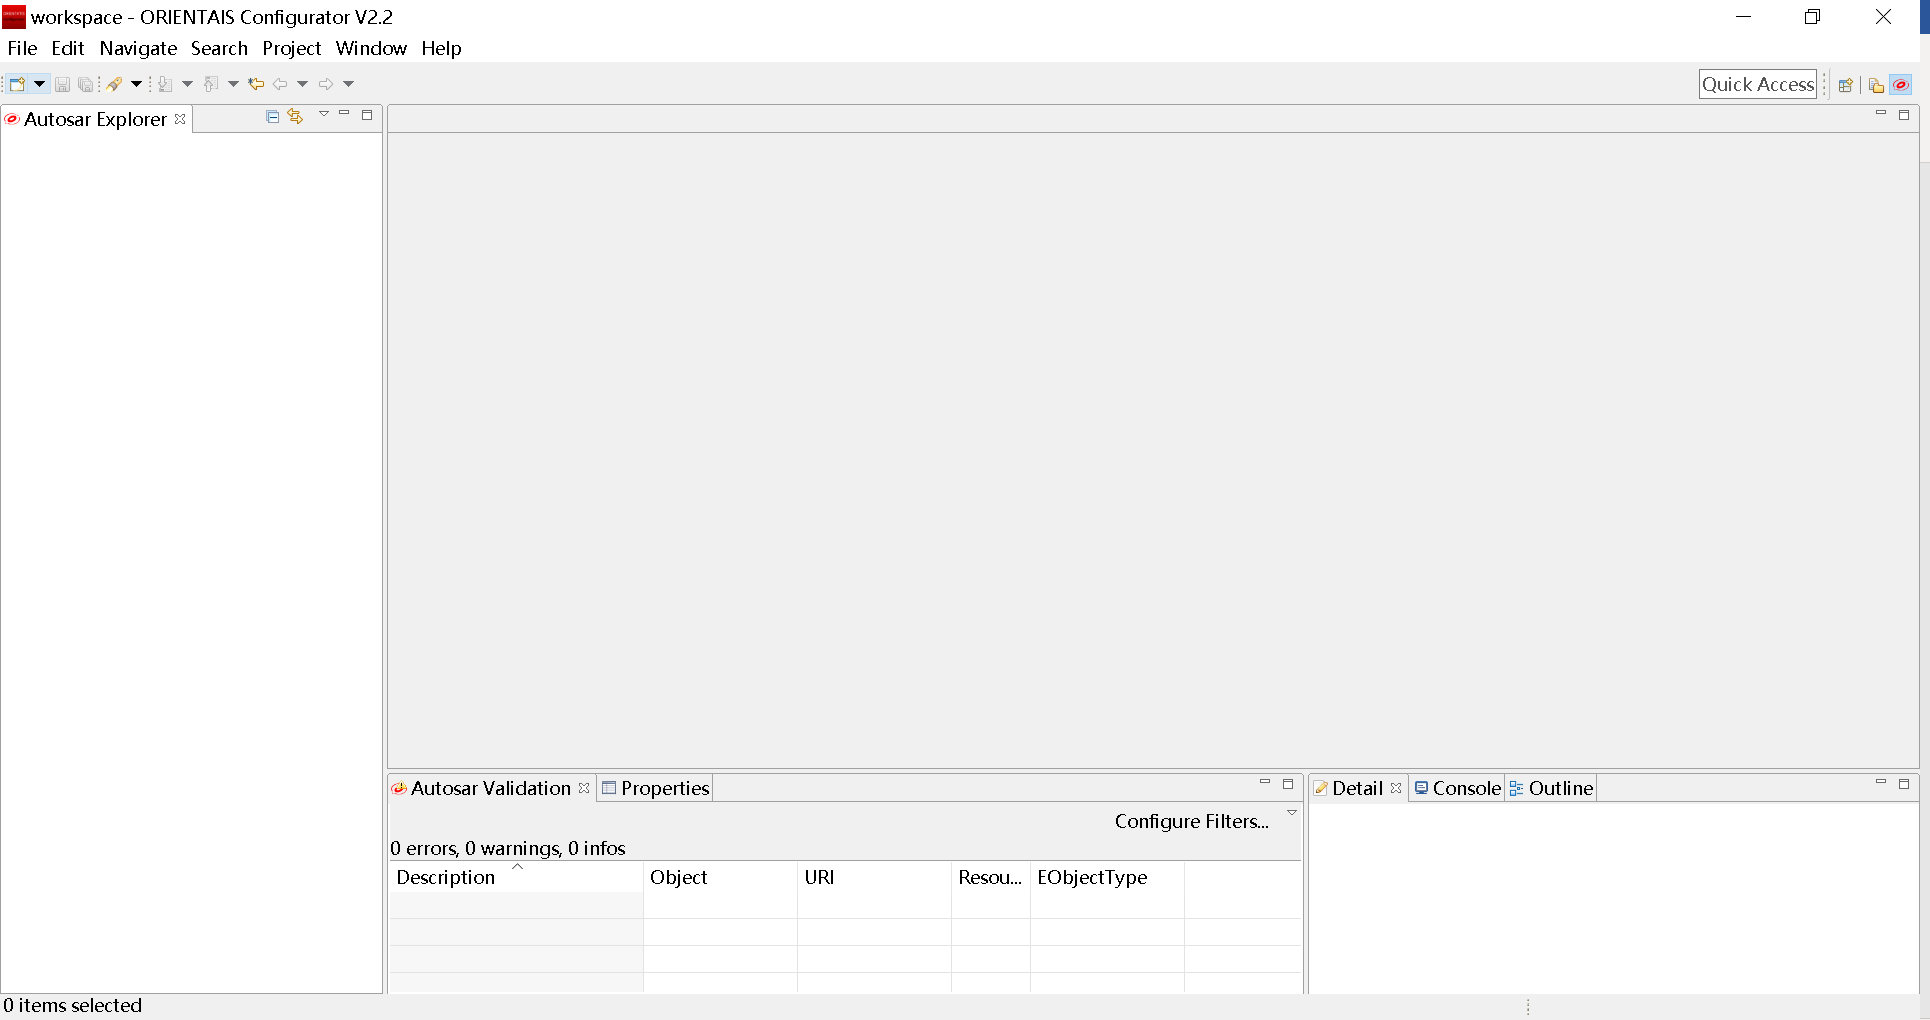 workspace - ORIENTAIS Configurator V2.2
File Edit Navigate Search Project Window Help
Quick Access
Autosar Explorer
Autosar Validation Properties
Detail Console Outline
Configure Filters...
0 errors, 0 warnings, 0 infos
Description Object URI Resou... EObjectType
0 items selected